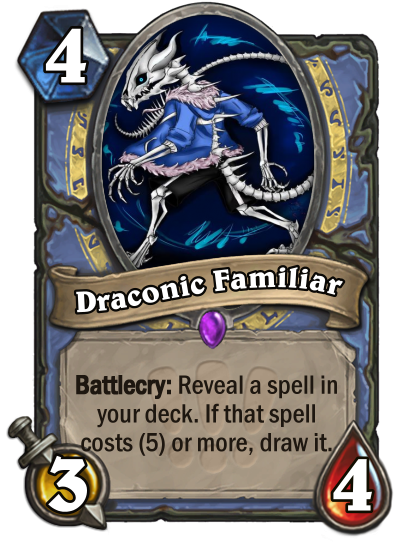 4
Draconic Familiar
Battlecry: Reveal a spell in
your deck. If that spell
costs (5) or more, draw it.
3
4